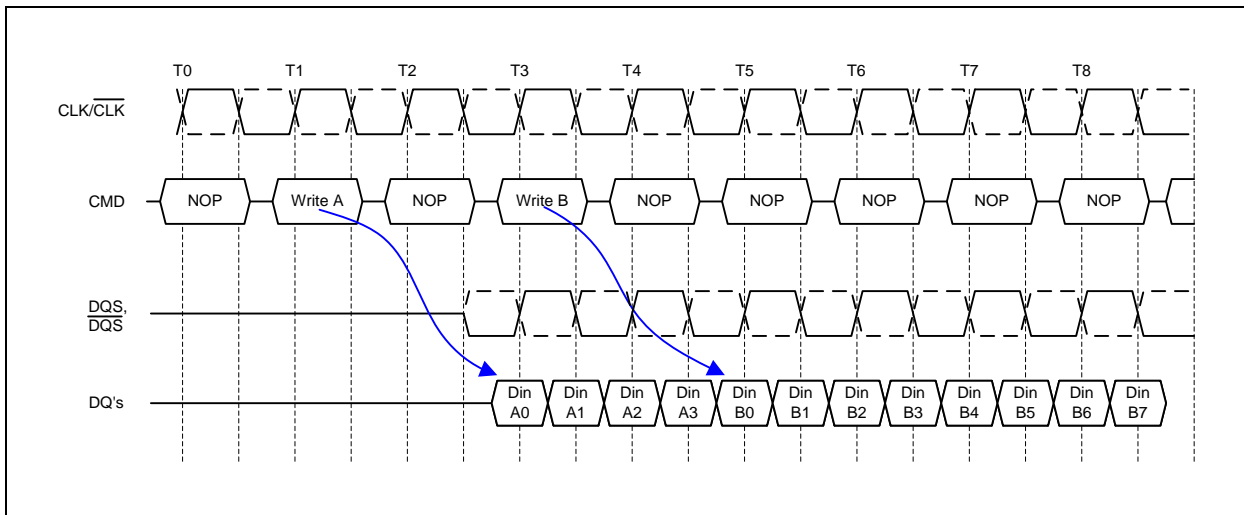 T0 T1 T2 T3 T4 T5 T6 T7 T8
CLK/CLK
CMD NOP Write A NOP Write B NOP NOP NOP NOP NOP
DQS,
DQS
DQ's
Din Din Din Din Din Din Din Din Din Din Din Din
A0 A1 A2 A3 B0 B1 B2 B3 B4 B5 B6 B7